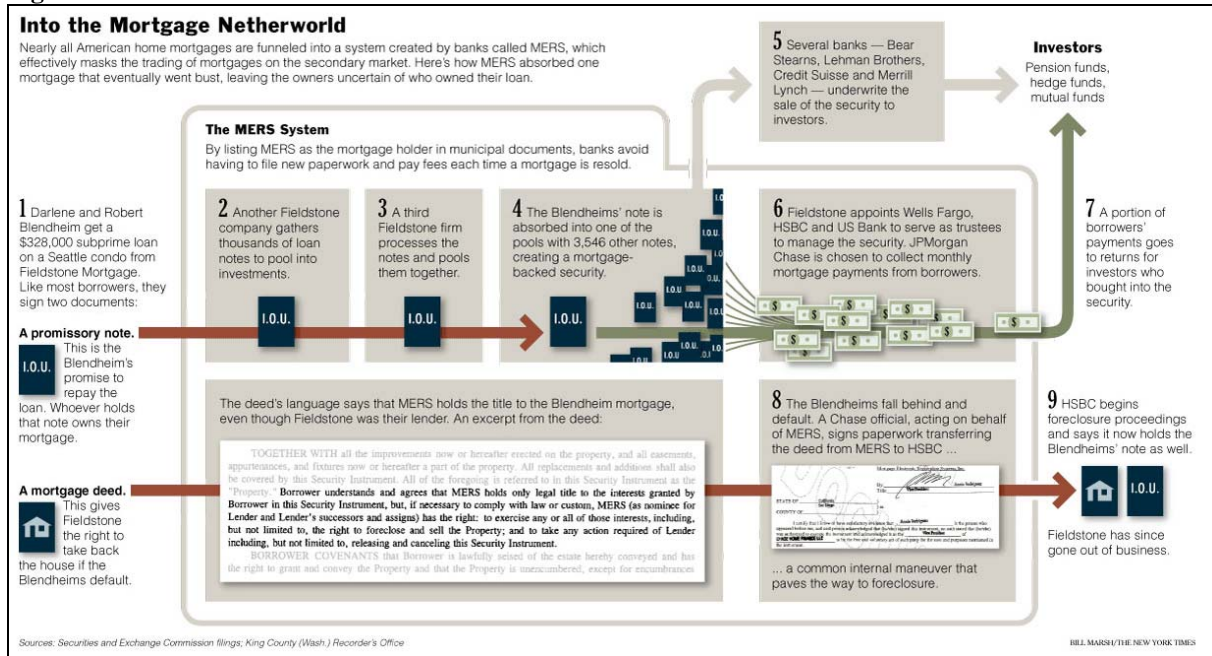 Into the Mortgage Netherworld
Nearly all American home mortgages are funneled into a system created by banks called MERS, which
effectively masks the trading of mortgages on the secondary market. Here's how MERS absorbed one
mortgage that eventually went bust, leaving the owners uncertain of who owned their loan.
5 Several banks — Bear
Stearns, Lehman Brothers,
Credit Suisse and Merrill
Lynch — underwrite the
sale of the security to
investors.
Investors
Pension funds,
hedge funds,
mutual funds
The MERS System
By listing MERS as the mortgage holder in municipal documents, banks avoid
having to file new paperwork and pay fees each time a mortgage is resold.
1 Darlene and Robert
Blendheim get a
$328,000 subprime loan
on a Seattle condo from
Fieldstone Mortgage.
Like most borrowers, they
sign two documents:
2 Another Fieldstone
company gathers
thousands of loan
notes to pool into
investments.
I.O.U.
3 A third
Fieldstone firm
processes the
notes and pools
them together.
I.O.U.
4 The Blendheims' note is
absorbed into one of the
pools with 3,546 other notes,
creating a mortgage-
backed security.
I.O.U.
I.O.U.
I.O.U.
I.O.U.
6 Fieldstone appoints Wells Fargo,
HSBC and US Bank to serve as trustees
to manage the security. JPMorgan
Chase is chosen to collect monthly
mortgage payments from borrowers.
7 A portion of
borrowers'
payments goes
to returns for
investors who
bought into the
security.
A promissory note.
I.O.U.
This is the
Blendheim's
promise to
repay the
loan. Whoever holds
that note owns their
mortgage.
A mortgage deed.
This gives
Fieldstone
the right to
take back
the house if the
Blendheims default.
The deed's language says that MERS holds the title to the Blendheim mortgage,
even though Fieldstone was their lender. An excerpt from the deed:
TOGETHER WITH all the improvements now or hereafter erected on the property, and all easements,
appurtenances, and fixtures now or hereafter a part of the property. All replacements and additions shall also
be covered by this Security Instrument. All of the foregoing is referred to in this Security Instrument as the
"Property." Borrower understands and agrees that MERS holds only legal title to the interests granted by
Borrower in this Security Instrument, but, if necessary to comply with law or custom, MERS (as nominee for
Lender and Lender's successors and assigns) has the right: to exercise any or all of those interests, including,
but not limited to, the right to foreclose and sell the Property; and to take any action required of Lender
including, but not limited to, releasing and canceling this Security Instrument.
BORROWER COVENANTS that Borrower is lawfully seised of the estate hereby conveyed and has
the right to grant and convey the Property and that the Property is unencumbered, except for encumbrances
8 The Blendheims fall behind and
default. A Chase official, acting on behalf
of MERS, signs paperwork transferring
the deed from MERS to HSBC ...
STATE OF California
COUNTY OF San Diego
... a common internal maneuver that
paves the way to foreclosure.
9 HSBC begins
foreclosure proceedings
and says it now holds the
Blendheims' note as well.
I.O.U.
Fieldstone has since
gone out of business.
Sources: Securities and Exchange Commission filings; King County (Wash.) Recorder's Office
BILL MARSH/THE NEW YORK TIMES